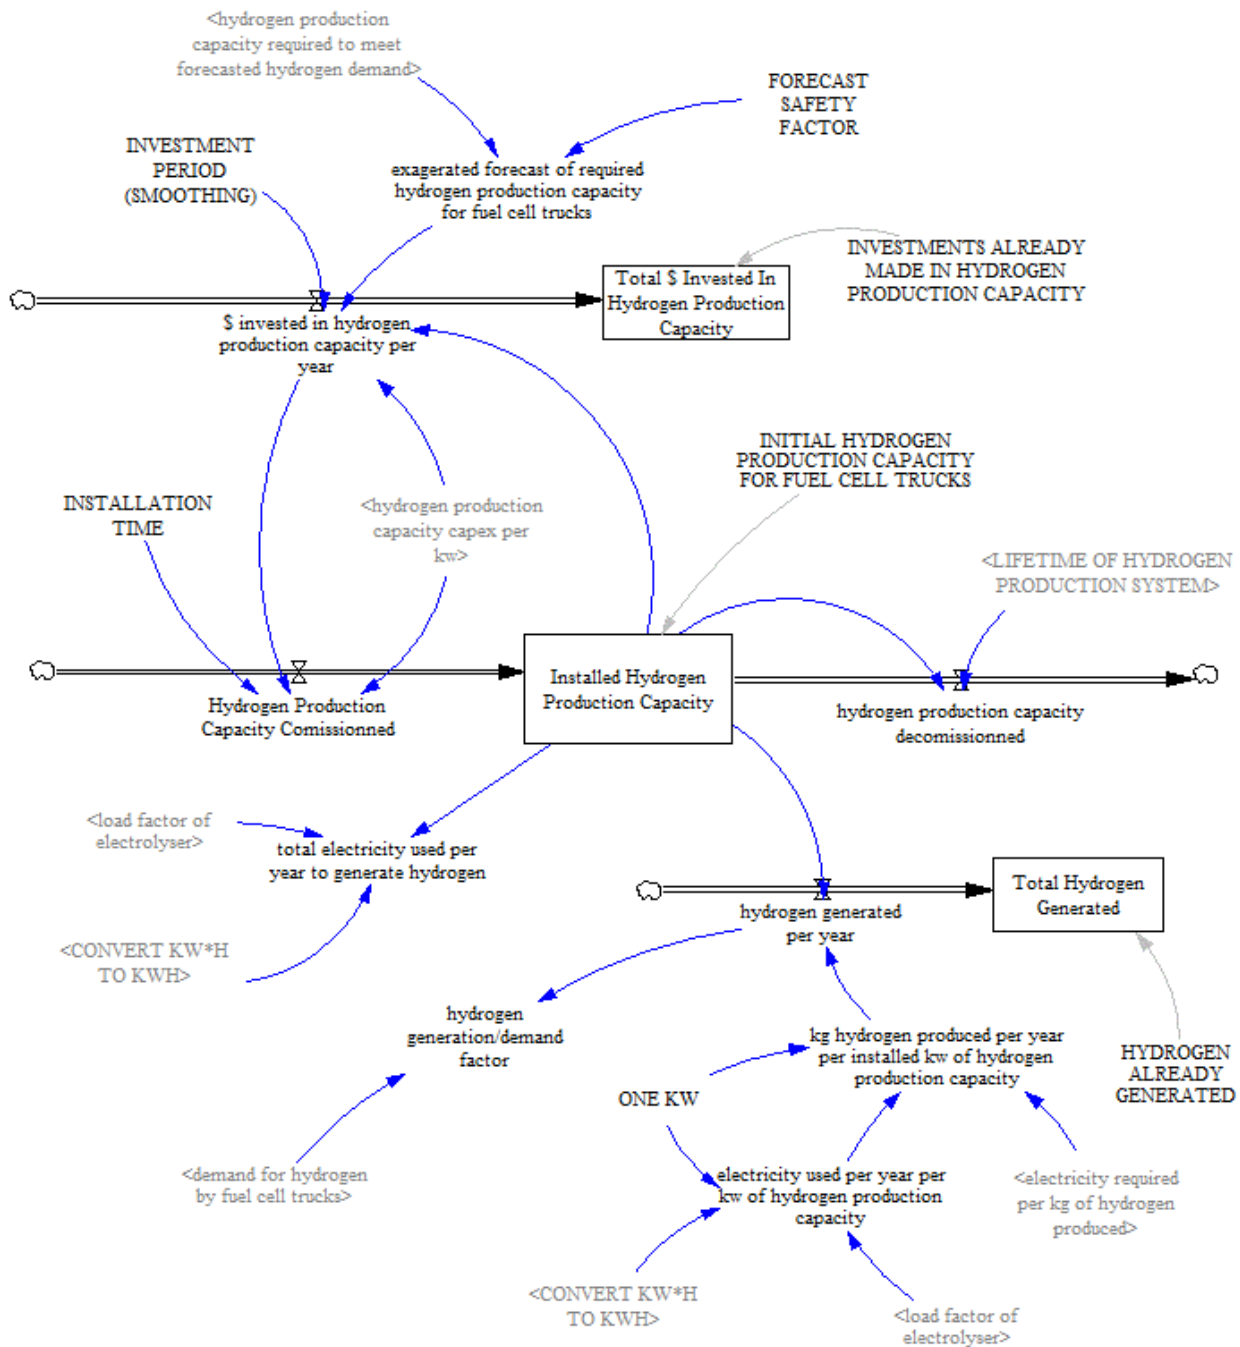 <hydrogen production
capacity required to meet
forecasted hydrogen demand>
FORECAST
SAFETY
FACTOR
INVESTMENT
PERIOD
(SMOOTHING)
exagerated forecast of required
hydrogen production capacity
for fuel cell trucks
INVESTMENTS ALREADY
MADE IN HYDROGEN
PRODUCTION CAPACITY
Total $ Invested In
Hydrogen Production
Capacity
$ invested in hydrogen
production capacity per
year
INITIAL HYDROGEN
PRODUCTION CAPACITY
FOR FUEL CELL TRUCKS
INSTALLATION
TIME
<hydrogen production
capacity capex per
kw>
<LIFETIME OF HYDROGEN
PRODUCTION SYSTEM>
Installed Hydrogen
Production Capacity
Hydrogen Production
Capacity Comissionned
hydrogen production capacity
decomissionned
<load factor of
electrolyser>
total electricity used per
year to generate hydrogen
Total Hydrogen
Generated
hydrogen generated
per year
<CONVERT KW*H
TO KWH>
hydrogen
generation/demand
factor
kg hydrogen produced per year
per installed kw of hydrogen
production capacity
HYDROGEN
ALREADY
GENERATED
ONE KW
<demand for hydrogen
by fuel cell trucks>
electricity used per year per
kw of hydrogen production
capacity
<electricity required
per kg of hydrogen
produced>
<CONVERT KW*H
TO KWH>
<load factor of
electrolyser>